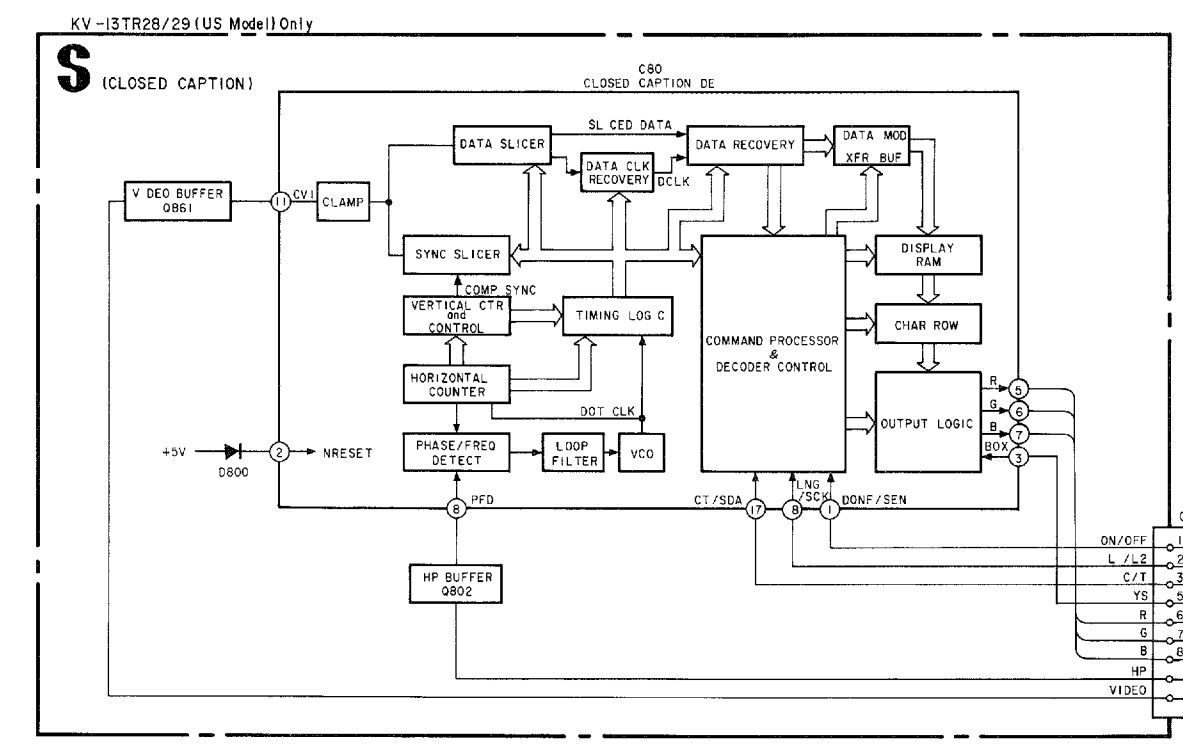 KV-13TR28/29 (US Model) Only
S (CLOSED CAPTION)
C80
CLOSED CAPTION DE
SL CED DATA
DATA SLICER
DATA CLK
RECOVERY
DCLK
DATA RECOVERY
DATA MOD
XFR BUF
V DEO BUFFER
Q861
11
CVI
CLAMP
SYNC SLICER
COMP SYNC
VERTICAL CTR
and
CONTROL
TIMING LOG C
DISPLAY
RAM
CHAR ROW
COMMAND PROCESSOR
&
DECODER CONTROL
HORIZONTAL
COUNTER
DOT CLK
OUTPUT LOGIC
R
5
G
6
B
7
BOX
3
+5V
D800
2
NRESET
PHASE/FREQ
DETECT
LOOP
FILTER
VCO
8
PFD
CT/SDA
17
LNG
/SCK
8
1
DONF/SEN
HP BUFFER
Q802
ON/OFF 1
L /L2 2
C/T 3
YS 5
R 6
G 7
B 8
HP
VIDEO